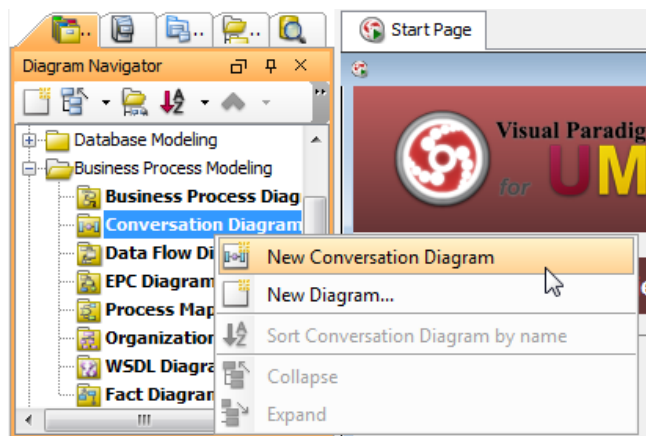 Start Page
Diagram Navigator
Database Modeling
Business Process Modeling
Business Process Diag
Conversation Diagram
Data Flow Di
EPC Diagram
Process Map
Organization
WSDL Diagra
Fact Diagran
Visual Paradig
for UM
New Conversation Diagram
New Diagram...
Sort Conversation Diagram by name
Collapse
Expand